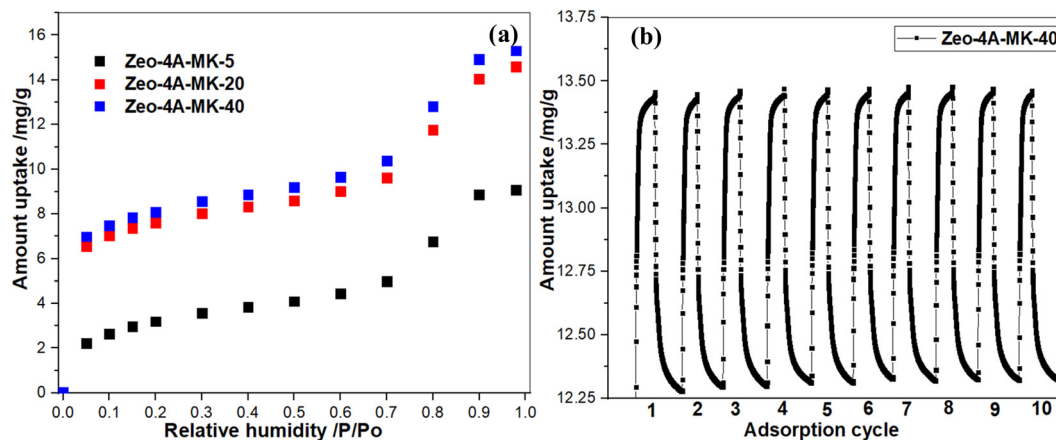 (a)
Zeo-4A-MK-5
Zeo-4A-MK-20
Zeo-4A-MK-40
Amount uptake /mg/g
16
14
12
10
8
6
4
2
0
0.0 0.1 0.2 0.3 0.4 0.5 0.6 0.7 0.8 0.9 1.0
Relative humidity /P/Po
(b)
Zeo-4A-MK-40
Amount uptake /mg/g
13.75
13.50
13.25
13.00
12.75
12.50
12.25
1 2 3 4 5 6 7 8 9 10
Adsorption cycle